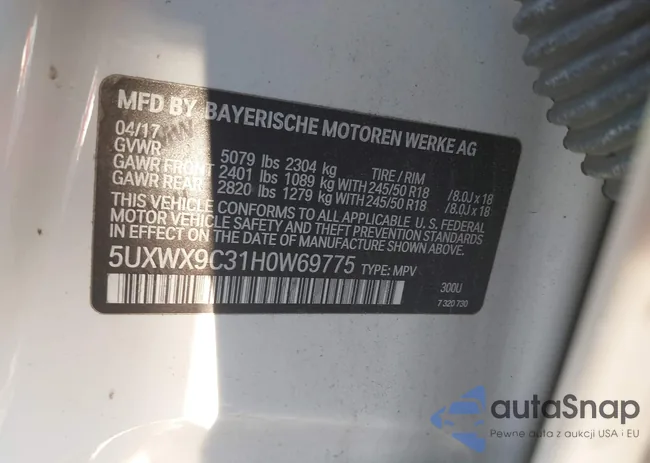 MFD BY BAYERISCHE MOTOREN WERKE AG
04/17
GVWR 5079 lbs 2304 kg TIRE / RIM
GAWR FRONT 2401 lbs 1089 kg WITH 245/50 R18 /8.0J x 18
GAWR REAR 2820 lbs 1279 kg WITH 245/50 R18 /8.0J x 18
THIS VEHICLE CONFORMS TO ALL APPLICABLE U. S. FEDERAL
MOTOR VEHICLE SAFETY AND THEFT PREVENTION STANDARDS
IN EFFECT ON THE DATE OF MANUFACTURE SHOWN ABOVE.
5UXWX9C31H0W69775 TYPE: MPV
300U
7 320 730
autaSnap
Pewne auta z aukcji USA i EU